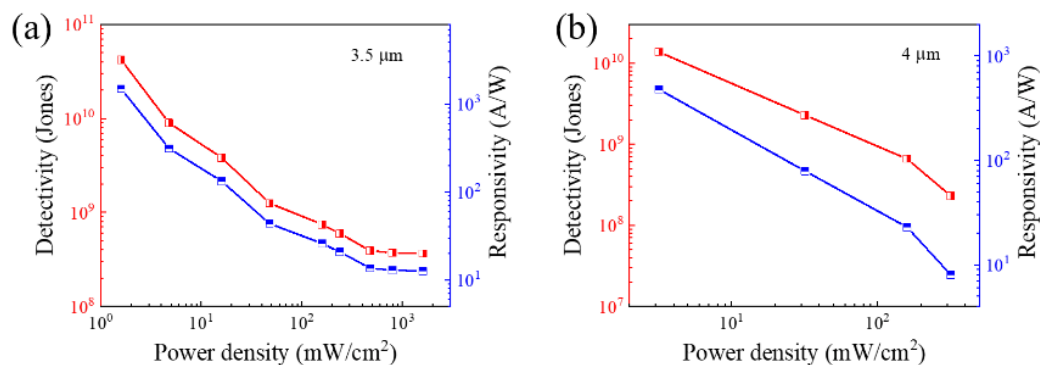 (a)
3.5 μm
10¹¹
10¹⁰
10⁹
10⁸
Detectivity (Jones)
10³
10²
10¹
Responsivity (A/W)
10⁰ 10¹ 10² 10³
Power density (mW/cm²)
(b)
4 μm
10¹⁰
10⁹
10⁸
10⁷
Detectivity (Jones)
10³
10²
10¹
Responsivity (A/W)
10¹ 10²
Power density (mW/cm²)